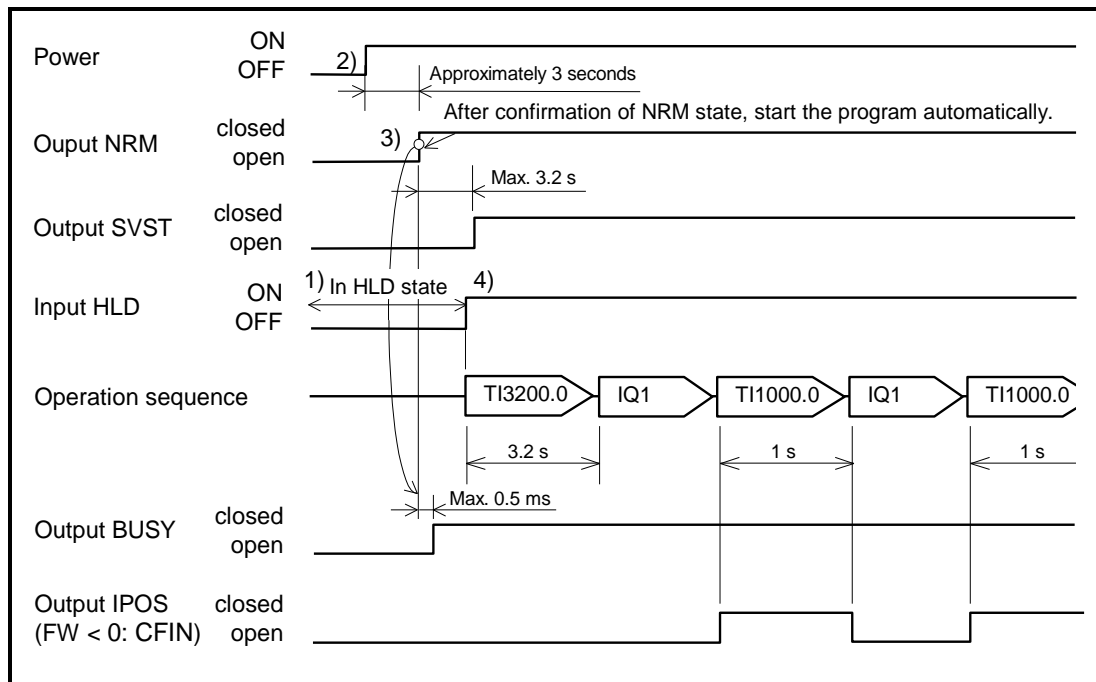 Power
ON
OFF
2)
Approximately 3 seconds
After confirmation of NRM state, start the program automatically.
Ouput NRM
closed
open
3)
Max. 3.2 s
Output SVST
closed
open
1)
In HLD state
4)
Input HLD
ON
OFF
Operation sequence
TI3200.0
IQ1
TI1000.0
IQ1
TI1000.0
3.2 s
1 s
1 s
Max. 0.5 ms
Output BUSY
closed
open
Output IPOS
(FW < 0: CFIN)
closed
open